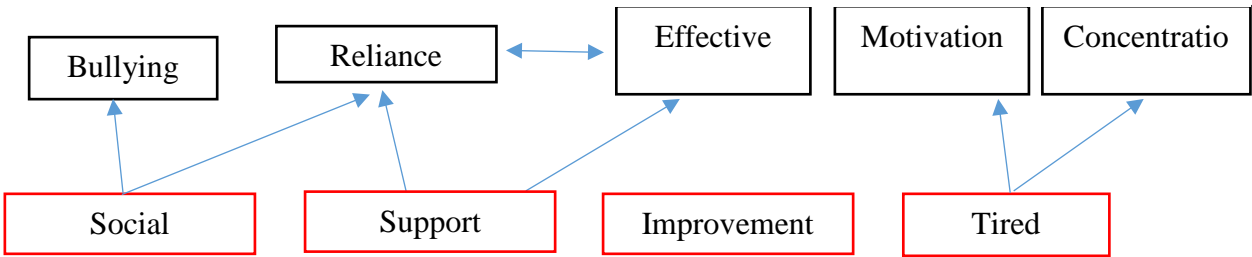 Bullying
Reliance
Effective
Motivation
Concentratio
Social
Support
Improvement
Tired